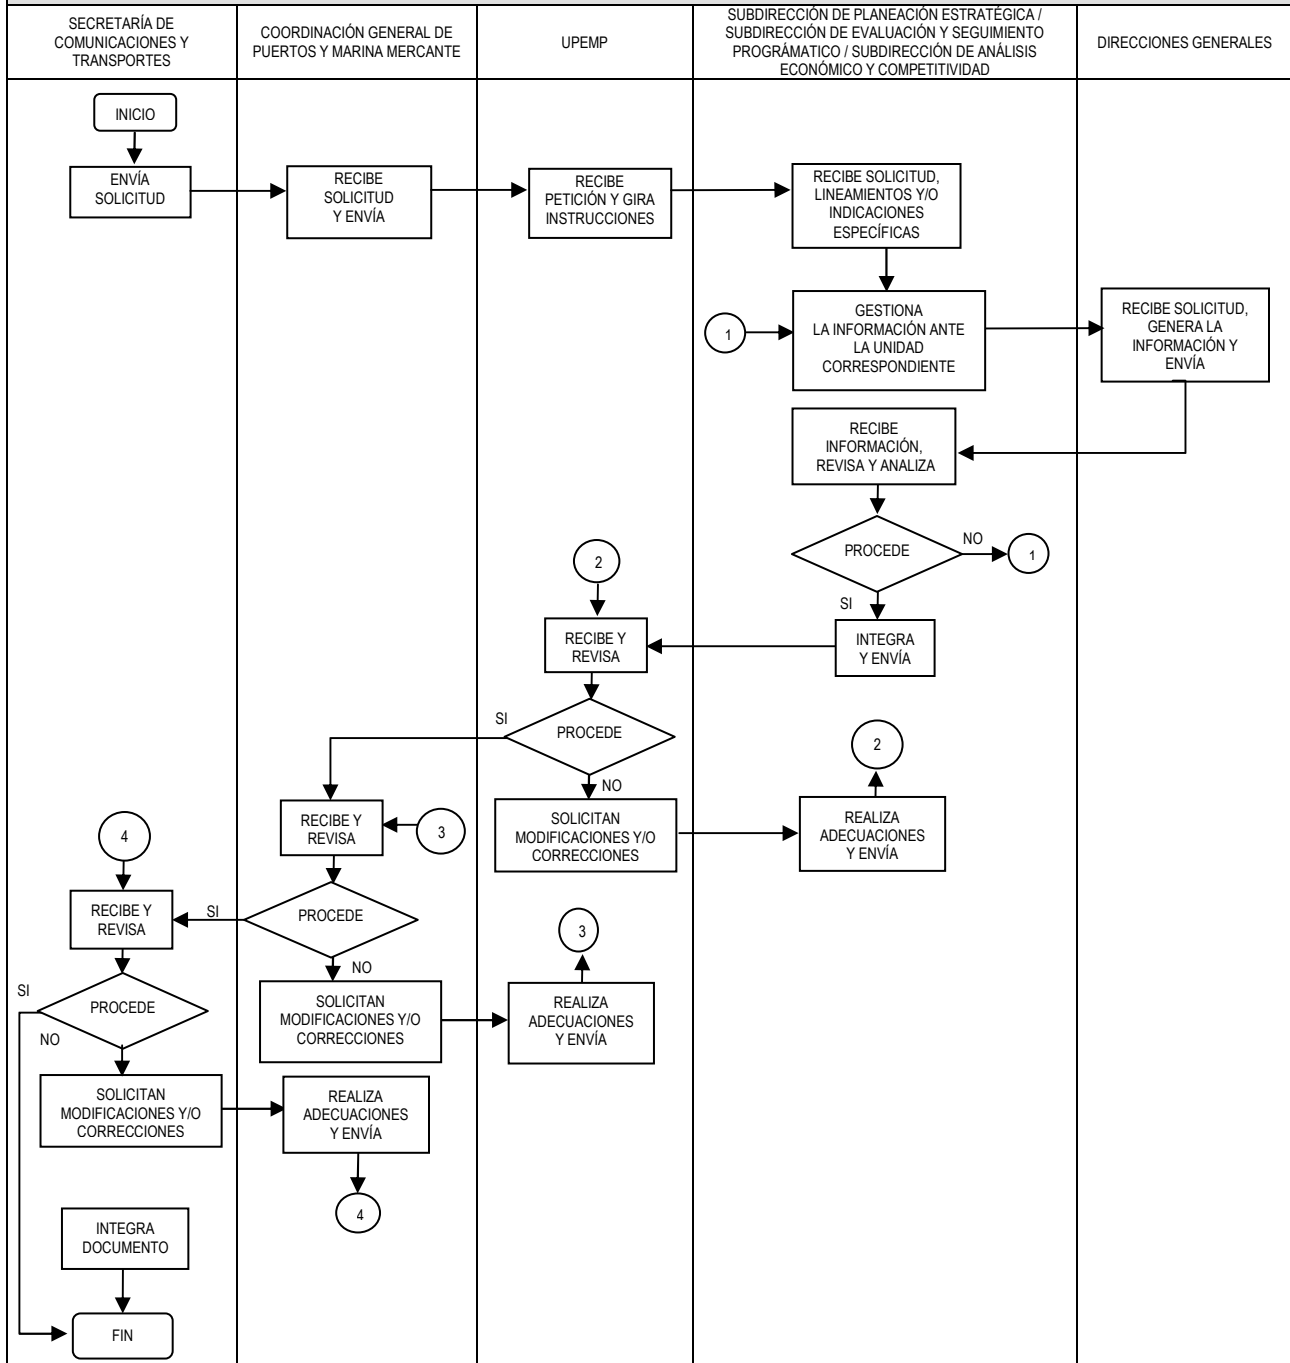 SECRETARÍA DE
COMUNICACIONES Y
TRANSPORTES
COORDINACIÓN GENERAL DE
PUERTOS Y MARINA MERCANTE
UPEMP
SUBDIRECCIÓN DE PLANEACIÓN ESTRATÉGICA /
SUBDIRECCIÓN DE EVALUACIÓN Y SEGUIMIENTO
PROGRÁMATICO / SUBDIRECCIÓN DE ANÁLISIS
ECONÓMICO Y COMPETITIVIDAD
DIRECCIONES GENERALES
INICIO
ENVÍA
SOLICITUD
RECIBE
SOLICITUD
Y ENVÍA
RECIBE
PETICIÓN Y GIRA
INSTRUCCIONES
RECIBE SOLICITUD,
LINEAMIENTOS Y/O
INDICACIONES
ESPECÍFICAS
1
GESTIONA
LA INFORMACIÓN ANTE
LA UNIDAD
CORRESPONDIENTE
RECIBE SOLICITUD,
GENERA LA
INFORMACIÓN Y
ENVÍA
RECIBE
INFORMACIÓN,
REVISA Y ANALIZA
PROCEDE
NO
1
SI
2
RECIBE Y
REVISA
INTEGRA
Y ENVÍA
SI
PROCEDE
NO
2
SOLICITAN
MODIFICACIONES Y/O
CORRECCIONES
REALIZA
ADECUACIONES
Y ENVÍA
RECIBE Y
REVISA
3
4
RECIBE Y
REVISA
SI
PROCEDE
NO
3
SOLICITAN
MODIFICACIONES Y/O
CORRECCIONES
REALIZA
ADECUACIONES
Y ENVÍA
SI
PROCEDE
NO
SOLICITAN
MODIFICACIONES Y/O
CORRECCIONES
REALIZA
ADECUACIONES
Y ENVÍA
4
INTEGRA
DOCUMENTO
FIN